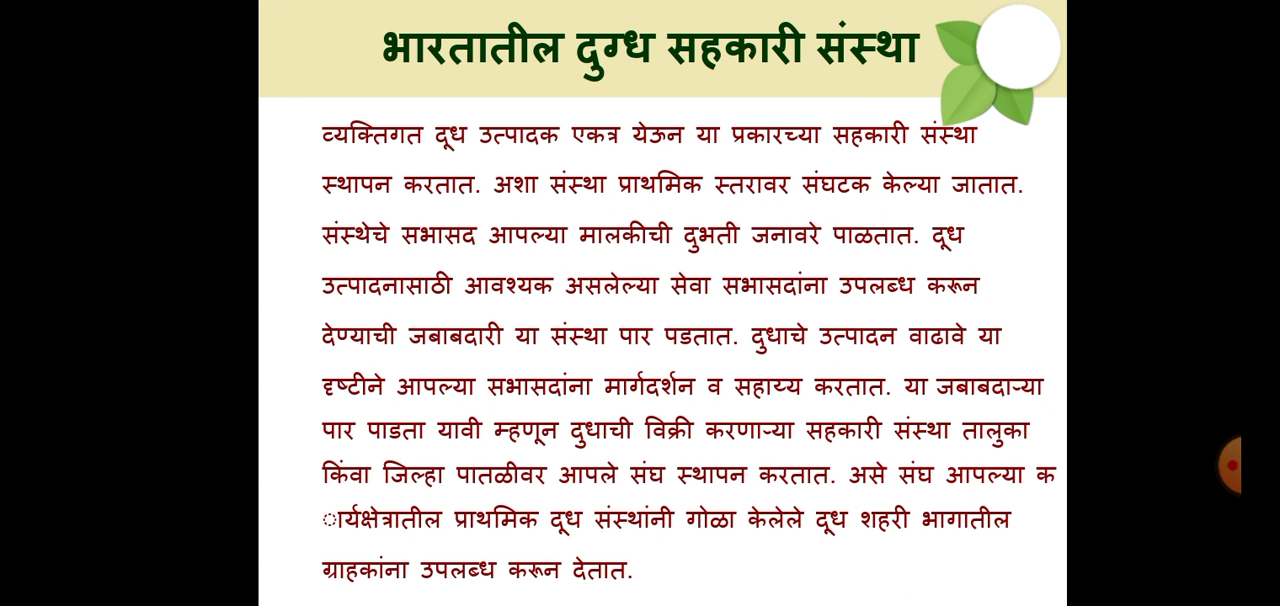 भारतातील दुग्ध सहकारी संस्था
व्यक्तिगत दूध उत्पादक एकत्र येऊन या प्रकारच्या सहकारी संस्था
स्थापन करतात. अशा संस्था प्राथमिक स्तरावर संघटक केल्या जातात.
संस्थेचे सभासद आपल्या मालकीची दुभती जनावरे पाळतात. दूध
उत्पादनासाठी आवश्यक असलेल्या सेवा सभासदांना उपलब्ध करून
देण्याची जबाबदारी या संस्था पार पडतात. दुधाचे उत्पादन वाढावे या
दृष्टीने आपल्या सभासदांना मार्गदर्शन व सहाय्य करतात. या जबाबदाऱ्या
पार पाडता यावी म्हणून दुधाची विक्री करणाऱ्या सहकारी संस्था तालुका
किंवा जिल्हा पातळीवर आपले संघ स्थापन करतात. असे संघ आपल्या क
ार्यक्षेत्रातील प्राथमिक दूध संस्थांनी गोळा केलेले दूध शहरी भागातील
ग्राहकांना उपलब्ध करून देतात.